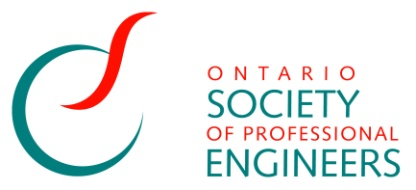 ONTARIO
SOCIETY
OF PROFESSIONAL
ENGINEERS